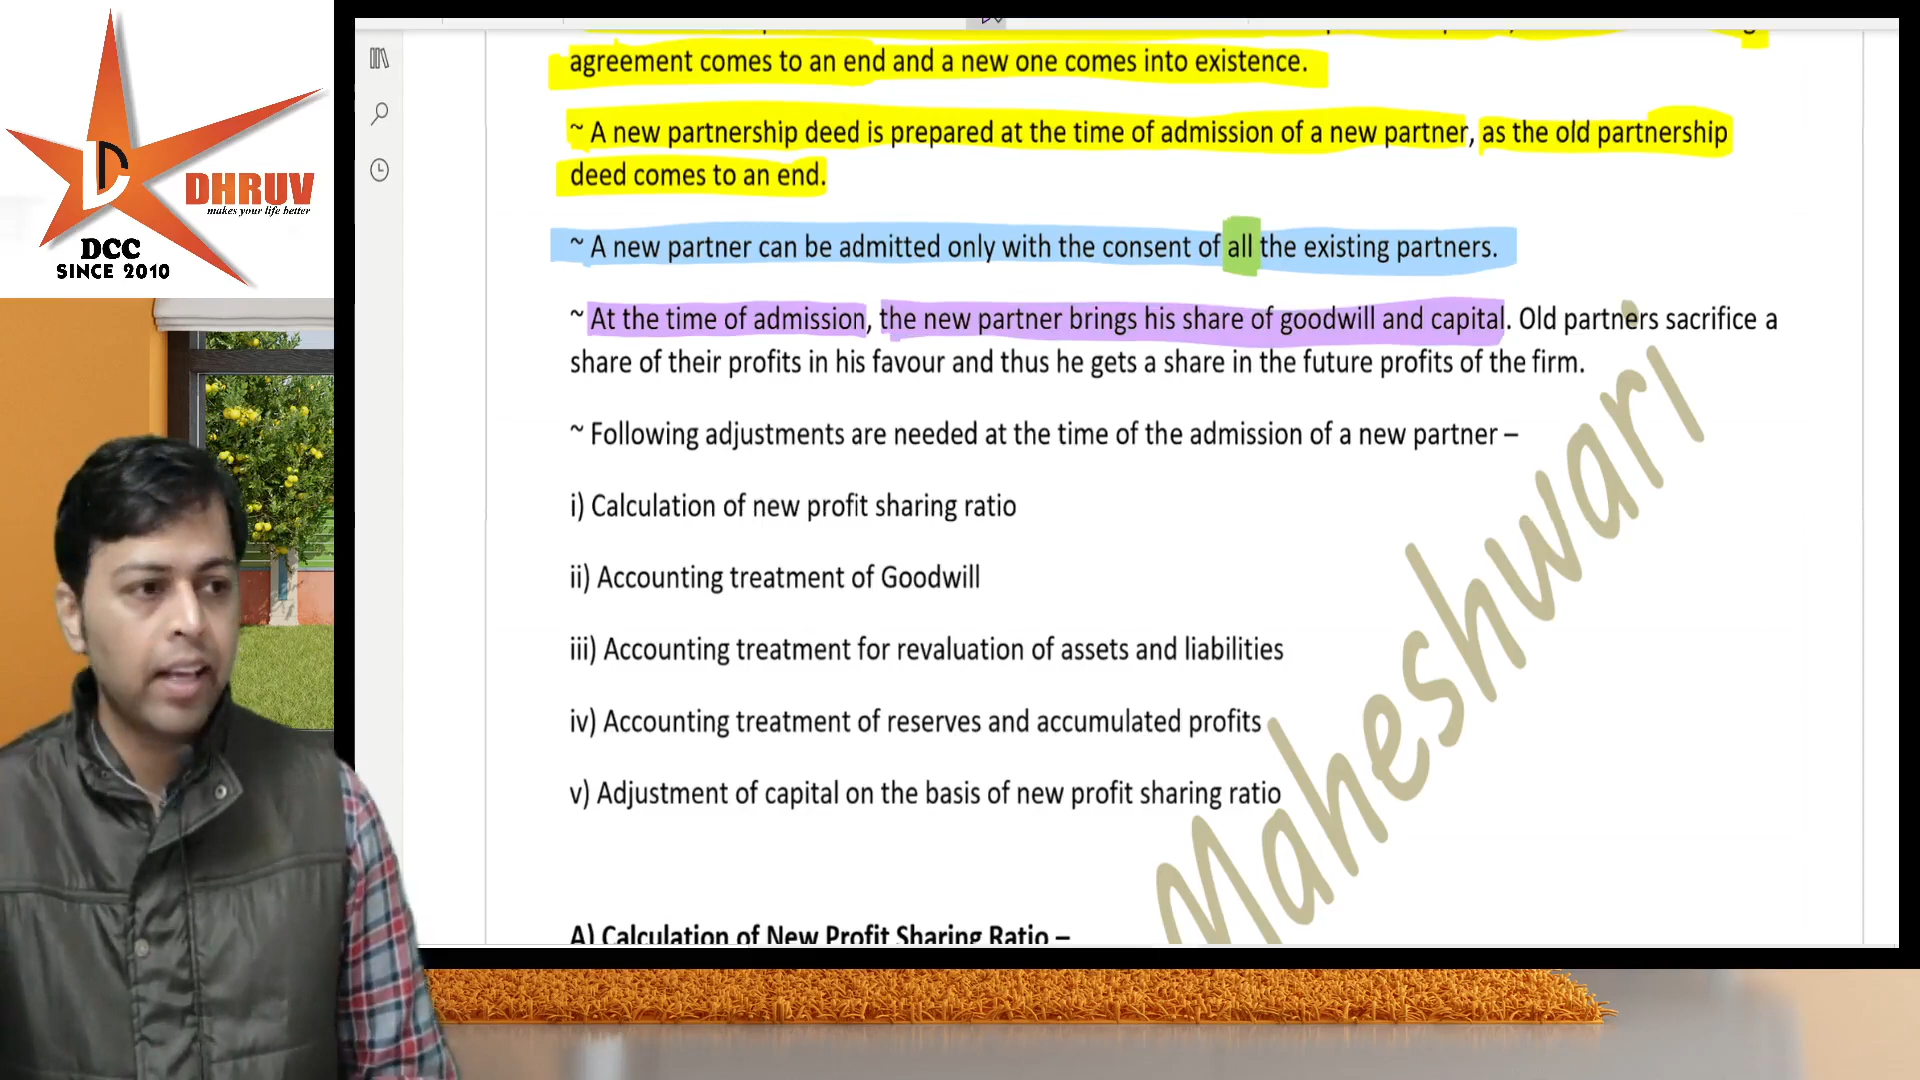 DHRUV
makes your life better
DCC
SINCE 2010
agreement comes to an end and a new one comes into existence.
~ A new partnership deed is prepared at the time of admission of a new partner, as the old partnership
deed comes to an end.
~ A new partner can be admitted only with the consent of all the existing partners.
~ At the time of admission, the new partner brings his share of goodwill and capital. Old partners sacrifice a
share of their profits in his favour and thus he gets a share in the future profits of the firm.
~ Following adjustments are needed at the time of the admission of a new partner –
i) Calculation of new profit sharing ratio
ii) Accounting treatment of Goodwill
iii) Accounting treatment for revaluation of assets and liabilities
iv) Accounting treatment of reserves and accumulated profits
v) Adjustment of capital on the basis of new profit sharing ratio
A) Calculation of New Profit Sharing Ratio –
Maheshwari